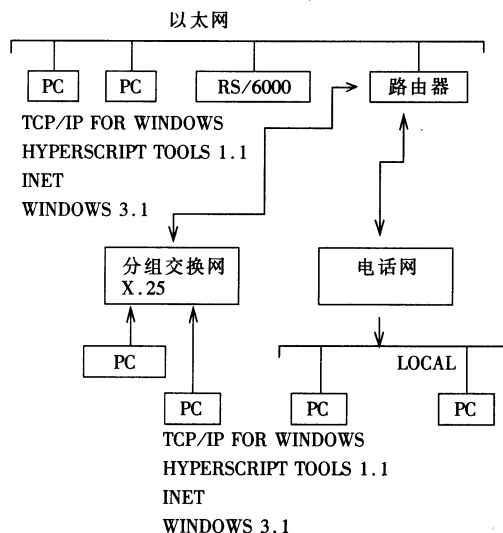 以太网
PC
PC
RS/6000
路由器
TCP/IP FOR WINDOWS
HYPERSCRIPT TOOLS 1.1
INET
WINDOWS 3.1
分组交换网
X.25
电话网
PC
LOCAL
PC
PC
PC
TCP/IP FOR WINDOWS
HYPERSCRIPT TOOLS 1.1
INET
WINDOWS 3.1